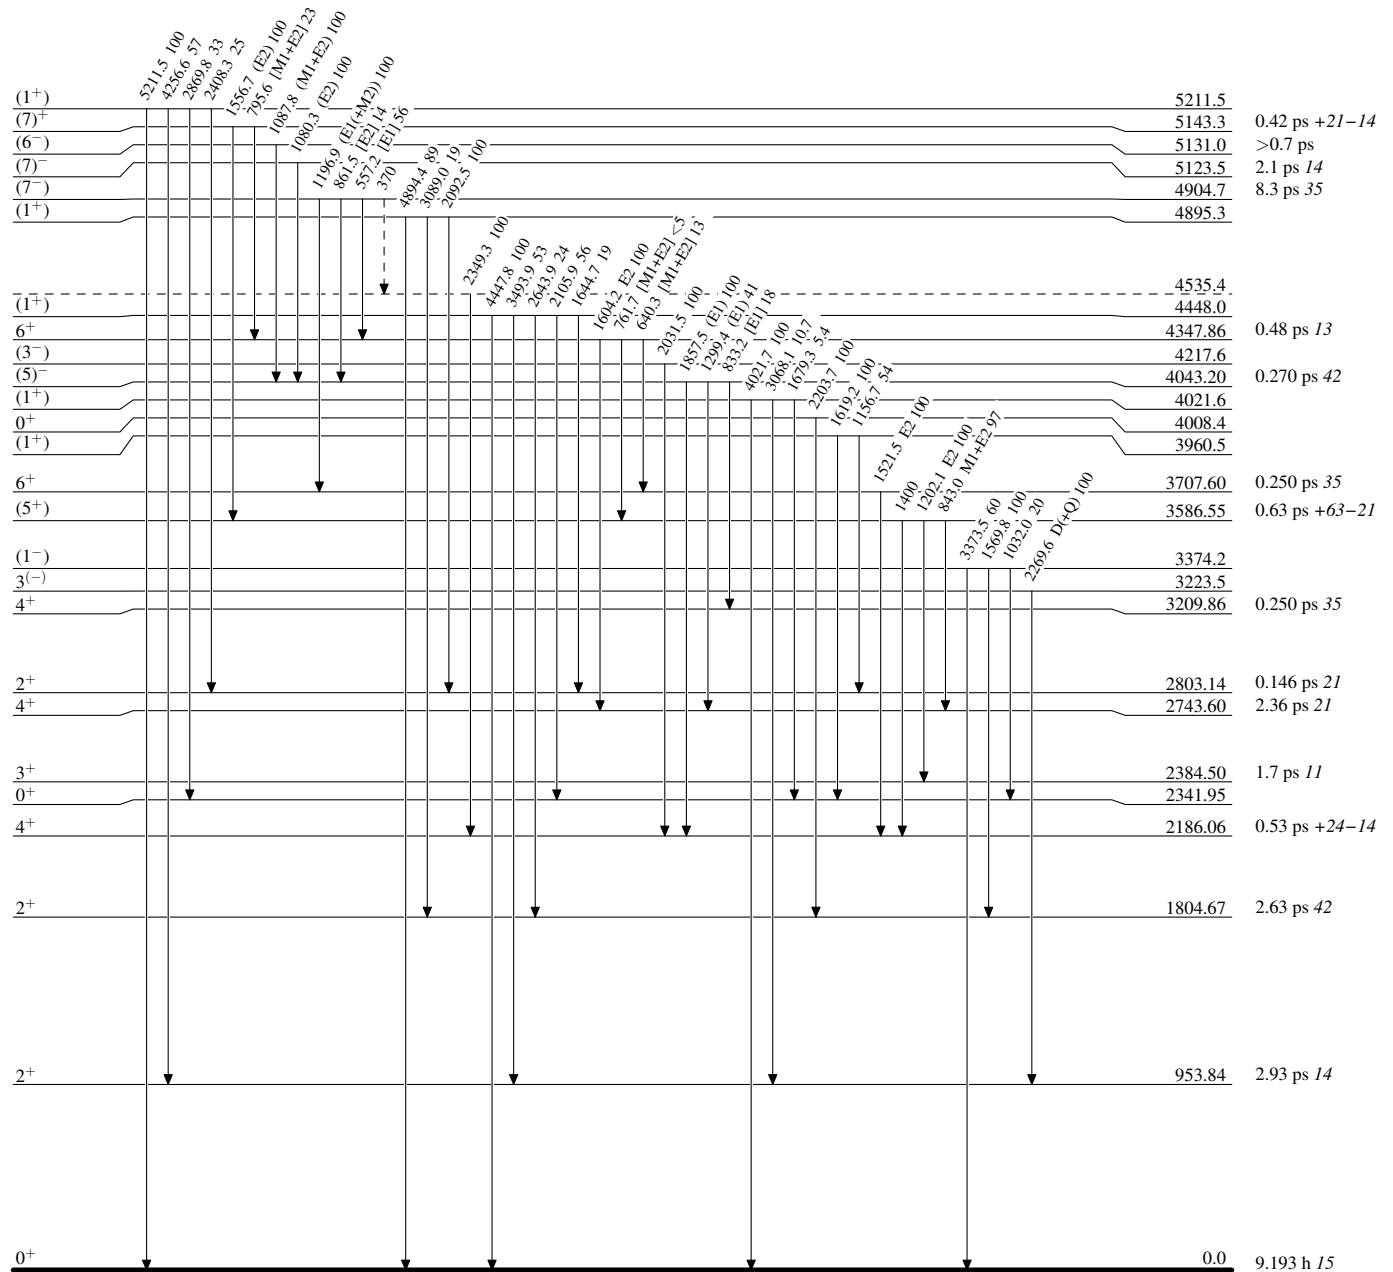 5211.5 100
4256.6 57
2869.8 33
2408.3 25
1556.7 (E2) 100
795.6 [M1+E2] 23
1087.8 (M1+E2) 100
1080.3 (E2) 100
1196.9 (E1(+M2)) 100
861.5 [E2] 14
557.2 [E1] 56
370
4894.4 89
3089.0 19
2092.5 100
2349.3 100
4447.8 100
3493.9 53
2643.9 24
2105.9 56
1644.7 19
1604.2 E2 100
761.7 [M1+E2] <5
640.3 [M1+E2] 13
2031.5 100
1857.5 (E1) 100
1299.4 (E1) 41
833.2 [E1] 18
4021.7 100
3068.1 10.7
1679.3 5.4
2203.7 100
1619.2 100
1156.7 54
1521.5 E2 100
1400
1202.1 E2 100
843.0 M1+E2 97
3373.5 60
1569.8 100
1032.0 20
2269.6 D(+Q) 100
(1⁺) 5211.5
(7)⁺ 5143.3 0.42 ps +21−14
(6⁻) 5131.0 >0.7 ps
(7)⁻ 5123.5 2.1 ps 14
(7⁻) 4904.7 8.3 ps 35
(1⁺) 4895.3
4535.4
(1⁺) 4448.0
6⁺ 4347.86 0.48 ps 13
(3⁻) 4217.6
(5)⁻ 4043.20 0.270 ps 42
(1⁺) 4021.6
0⁺ 4008.4
(1⁺) 3960.5
6⁺ 3707.60 0.250 ps 35
(5⁺) 3586.55 0.63 ps +63−21
(1⁻) 3374.2
3⁽⁻⁾ 3223.5
4⁺ 3209.86 0.250 ps 35
2⁺ 2803.14 0.146 ps 21
4⁺ 2743.60 2.36 ps 21
3⁺ 2384.50 1.7 ps 11
0⁺ 2341.95
4⁺ 2186.06 0.53 ps +24−14
2⁺ 1804.67 2.63 ps 42
2⁺ 953.84 2.93 ps 14
0⁺ 0.0 9.193 h 15